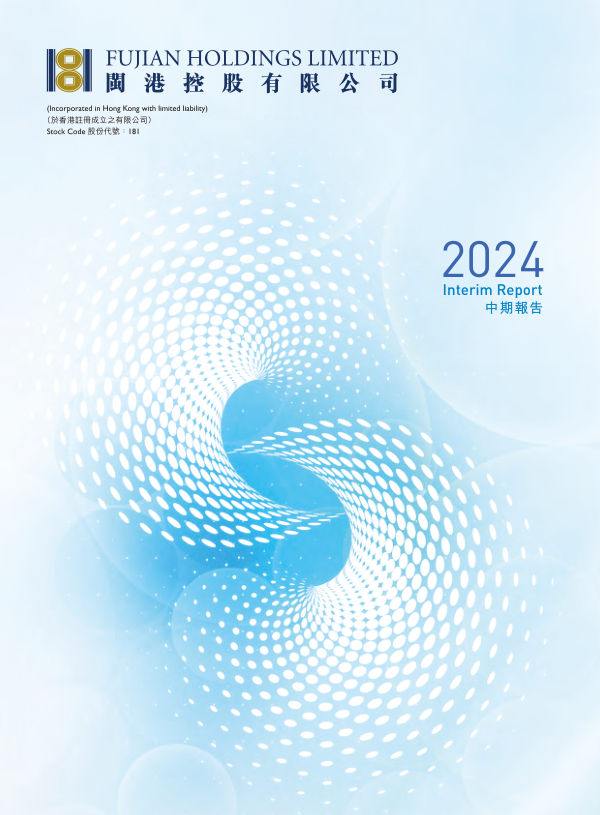 181
FUJIAN HOLDINGS LIMITED
閩港控股有限公司
(Incorporated in Hong Kong with limited liability)
（於香港註冊成立之有限公司）
Stock Code 股份代號：181
2024
Interim Report
中期報告